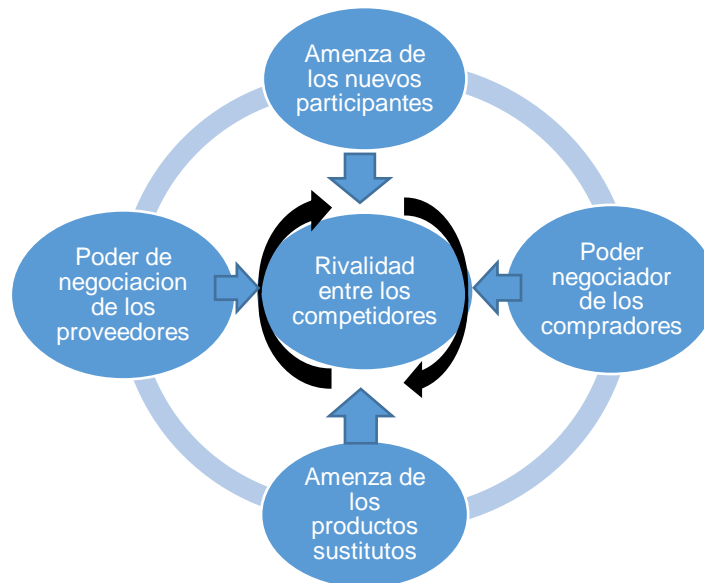 Amenza de
los nuevos
participantes
Poder de
negociacion
de los
proveedores
Rivalidad
entre los
competidores
Poder
negociador
de los
compradores
Amenza de
los
productos
sustitutos